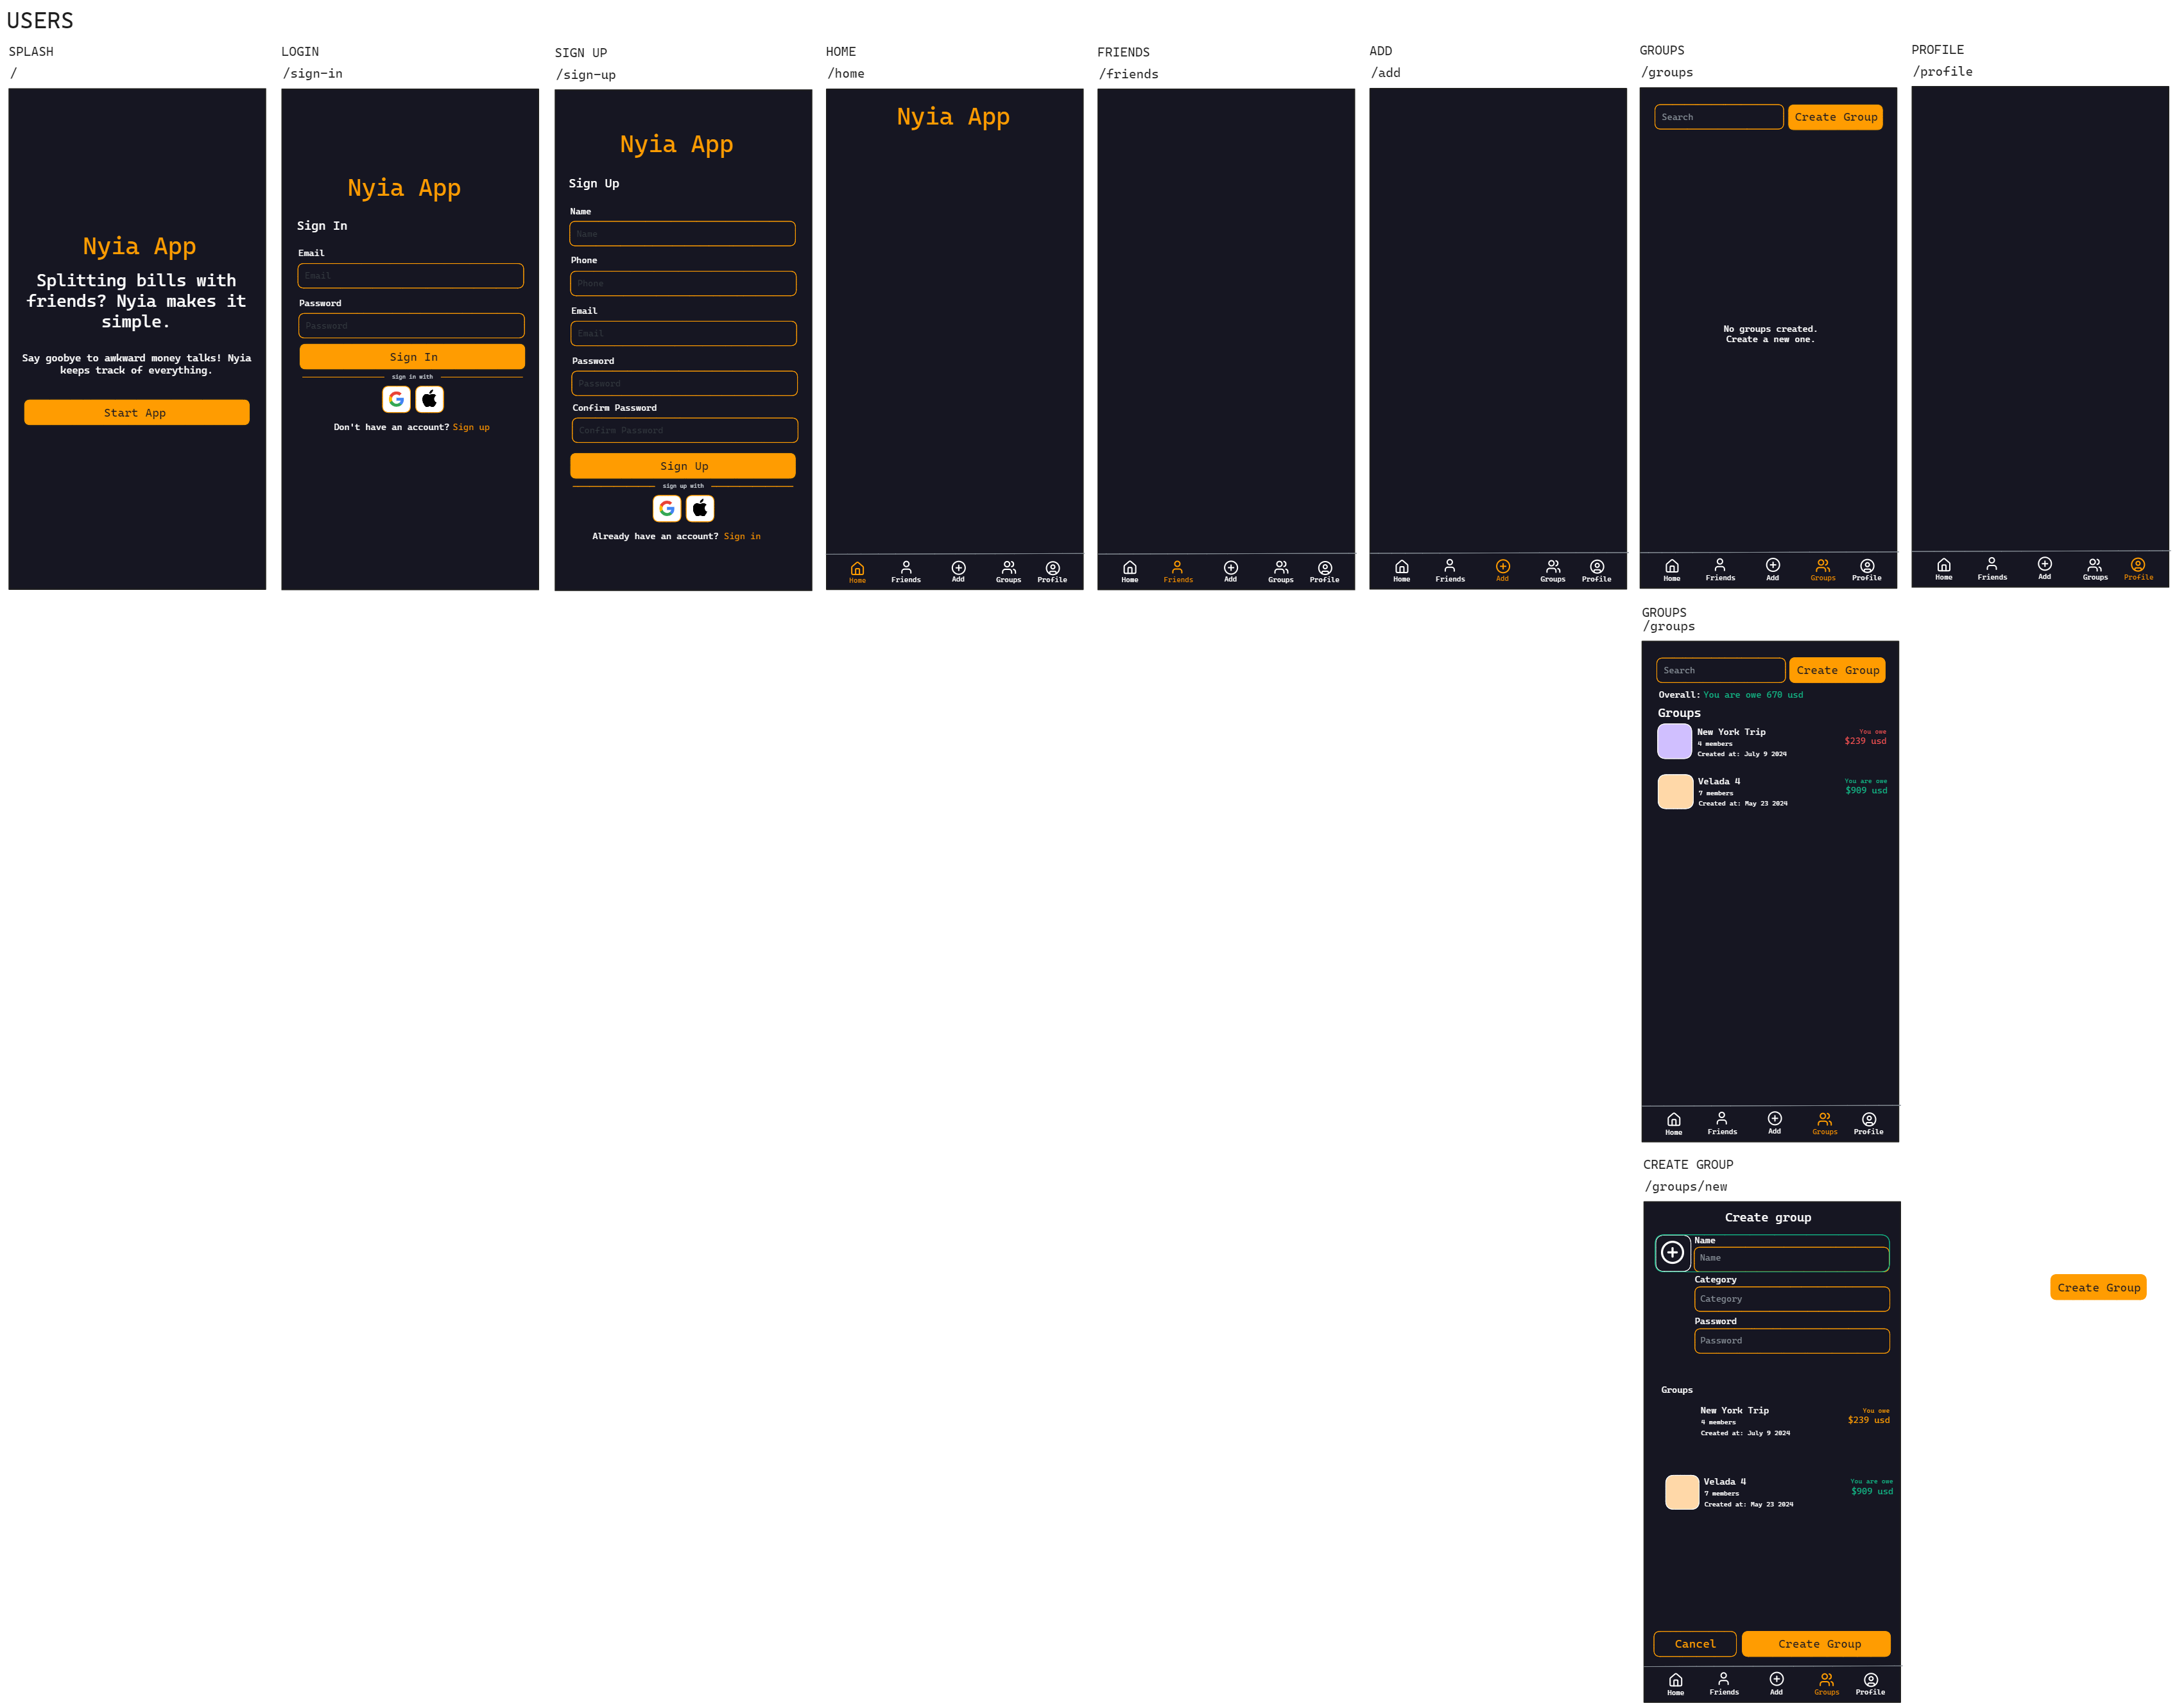 USERS
SPLASH
/
Nyia App
Splitting bills with
friends? Nyia makes it
simple.
Say goobye to awkward money talks! Nyia
keeps track of everything.
Start App
LOGIN
/sign-in
Nyia App
Sign In
Email
Email
Password
Password
Sign In
sign in with
Don't have an account? Sign up
SIGN UP
/sign-up
Nyia App
Sign Up
Name
Name
Phone
Phone
Email
Email
Password
Password
Confirm Password
Confirm Password
Sign Up
sign up with
Already have an account? Sign in
HOME
/home
Nyia App
Home Friends Add Groups Profile
FRIENDS
/friends
Home Friends Add Groups Profile
ADD
/add
Home Friends Add Groups Profile
GROUPS
/groups
Search Create Group
No groups created.
Create a new one.
Home Friends Add Groups Profile
PROFILE
/profile
Home Friends Add Groups Profile
GROUPS
/groups
Search Create Group
Overall: You are owe 670 usd
Groups
New York Trip
4 members
Created at: July 9 2024
You owe
$239 usd
Velada 4
7 members
Created at: May 23 2024
You are owe
$909 usd
Home Friends Add Groups Profile
CREATE GROUP
/groups/new
Create group
Name
Name
Category
Category
Password
Password
Groups
New York Trip
4 members
Created at: July 9 2024
You owe
$239 usd
Velada 4
7 members
Created at: May 23 2024
You are owe
$909 usd
Cancel Create Group
Home Friends Add Groups Profile
Create Group